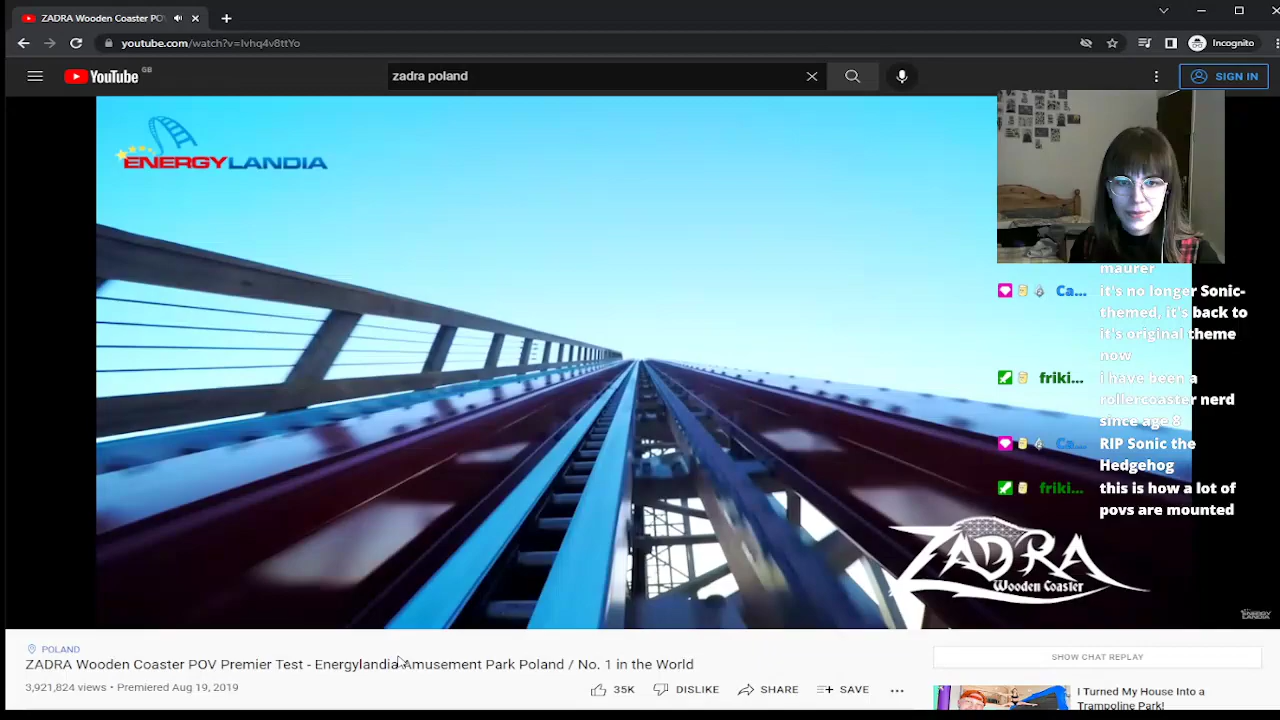 ZADRA Wooden Coaster PO
youtube.com/watch?v=lvhq4v8ttYo
Incognito
YouTube GB
zadra poland
SIGN IN
ENERGYLANDIA
maurer
Ca... it's no longer Sonic-
themed, it's back to
it's original theme
now
friki... i have been a
rollercoaster nerd
since age 8
Ca... RIP Sonic the
Hedgehog
friki... this is how a lot of
povs are mounted
ZADRA
Wooden Coaster
ENERGYLANDIA
POLAND
ZADRA Wooden Coaster POV Premier Test - Energylandia Amusement Park Poland / No. 1 in the World
3,921,824 views • Premiered Aug 19, 2019
35K DISLIKE SHARE SAVE
SHOW CHAT REPLAY
I Turned My House Into a
Trampoline Park!